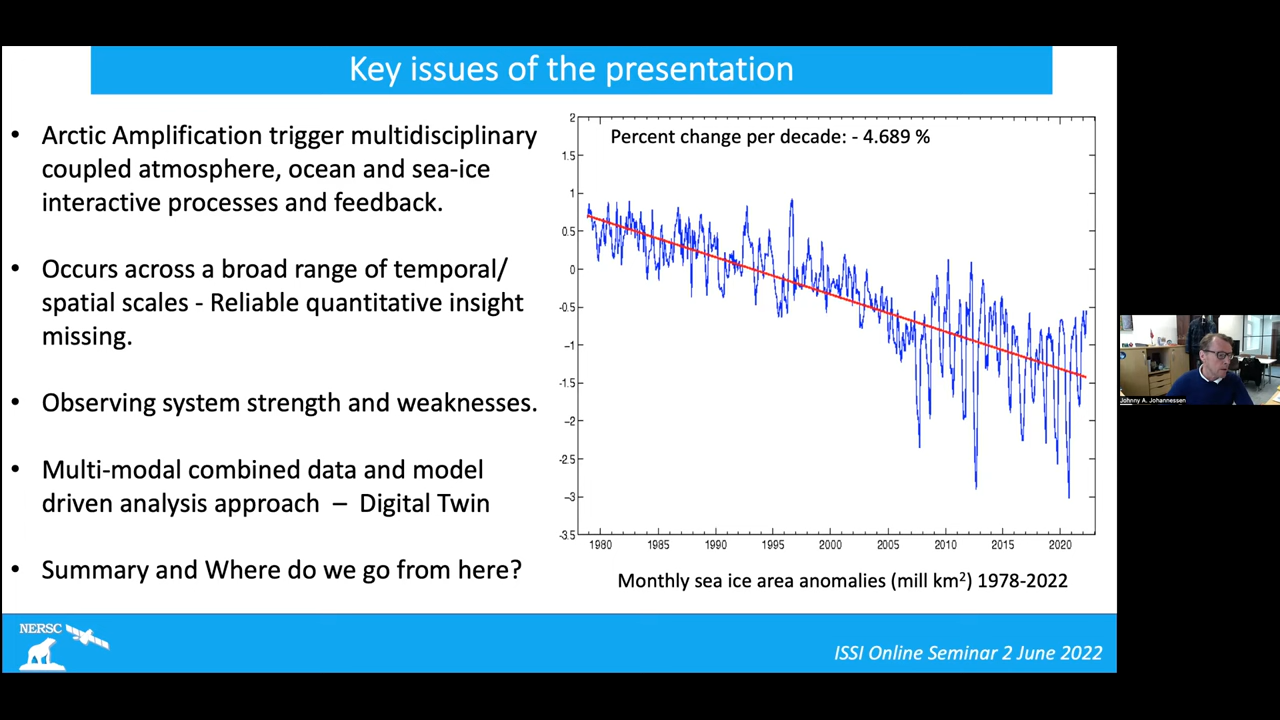 Key issues of the presentation
• Arctic Amplification trigger multidisciplinary
coupled atmosphere, ocean and sea-ice
interactive processes and feedback.
• Occurs across a broad range of temporal/
spatial scales - Reliable quantitative insight
missing.
• Observing system strength and weaknesses.
• Multi-modal combined data and model
driven analysis approach – Digital Twin
• Summary and Where do we go from here?
Percent change per decade: - 4.689 %
2
1.5
1
0.5
0
-0.5
-1
-1.5
-2
-2.5
-3
-3.5
1980 1985 1990 1995 2000 2005 2010 2015 2020
Monthly sea ice area anomalies (mill km²) 1978-2022
NERSC
ISSI Online Seminar 2 June 2022
Johnny A. Johannessen